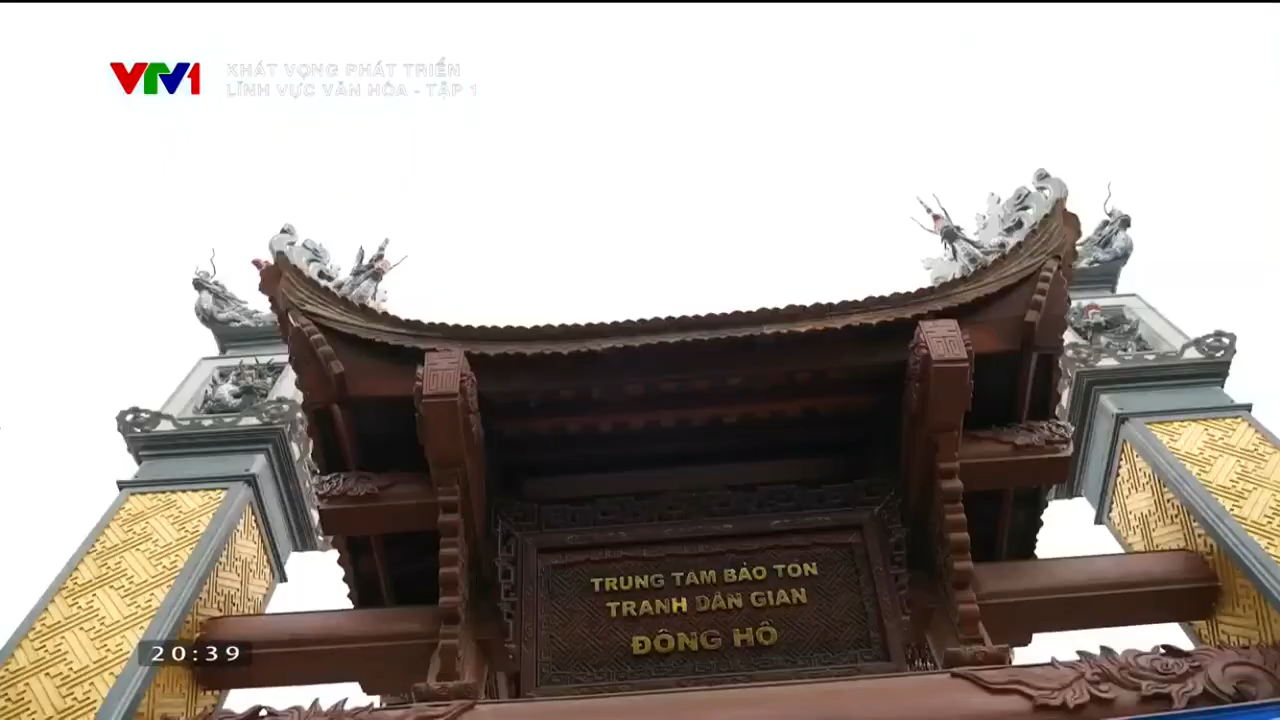 VTV1
KHÁT VỌNG PHÁT TRIỂN
LĨNH VỰC VĂN HÓA - TẬP 1
TRUNG TÂM BẢO TỒN
TRANH DÂN GIAN
ĐÔNG HỒ
20:39